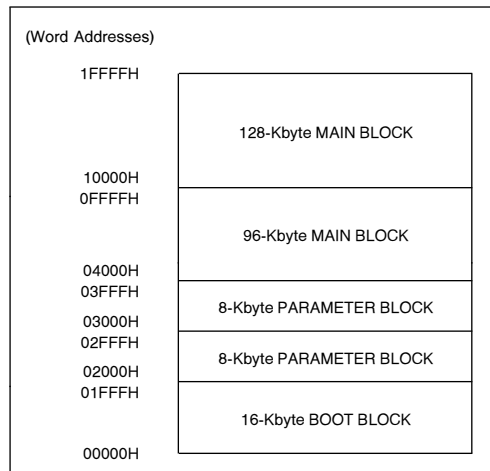 (Word Addresses)
1FFFFH
128-Kbyte MAIN BLOCK
10000H
0FFFFH
96-Kbyte MAIN BLOCK
04000H
03FFFH
8-Kbyte PARAMETER BLOCK
03000H
02FFFH
8-Kbyte PARAMETER BLOCK
02000H
01FFFH
16-Kbyte BOOT BLOCK
00000H